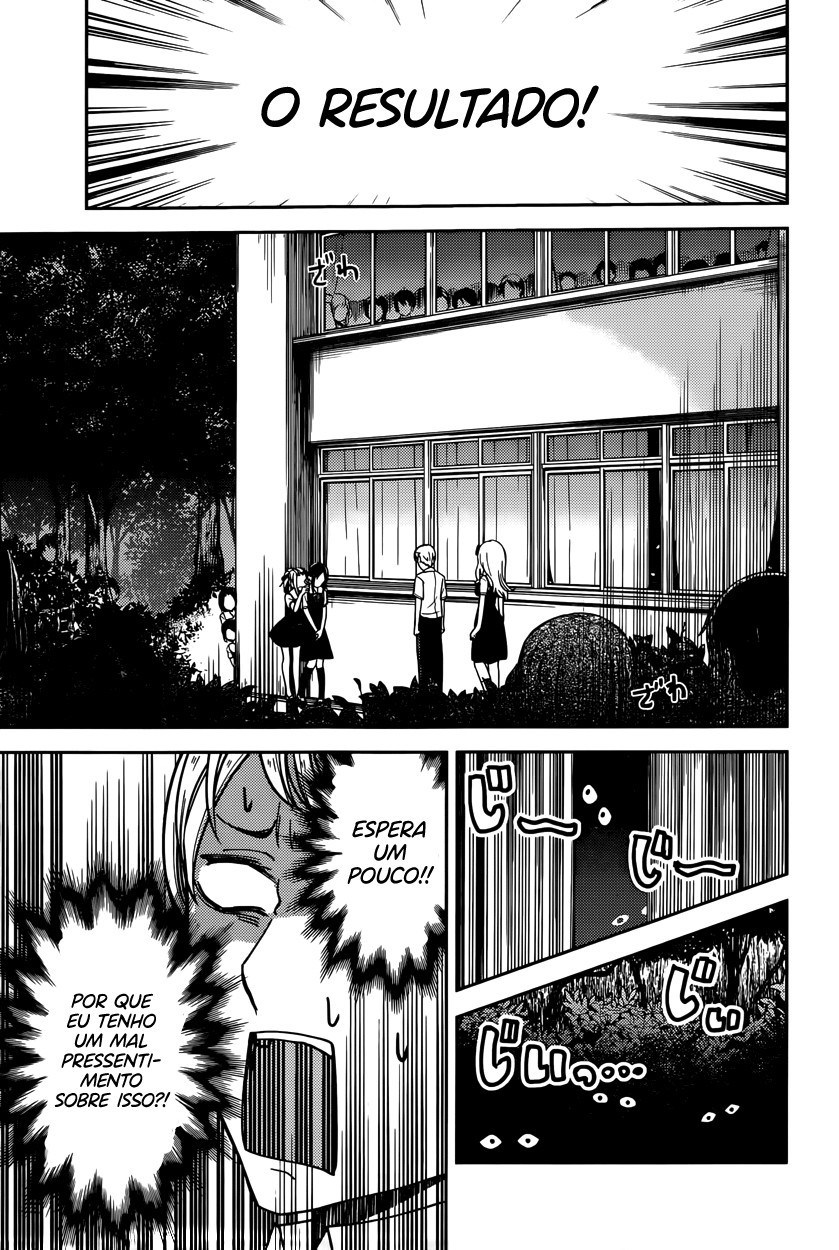 O RESULTADO!
ざわ
ざわ
じ〜
じ〜
じぃ
じぃっ・・・
ESPERA
UM
POUCO!!
POR QUE
EU TENHO
UM MAL
PRESSENTI-
MENTO
SOBRE ISSO?!